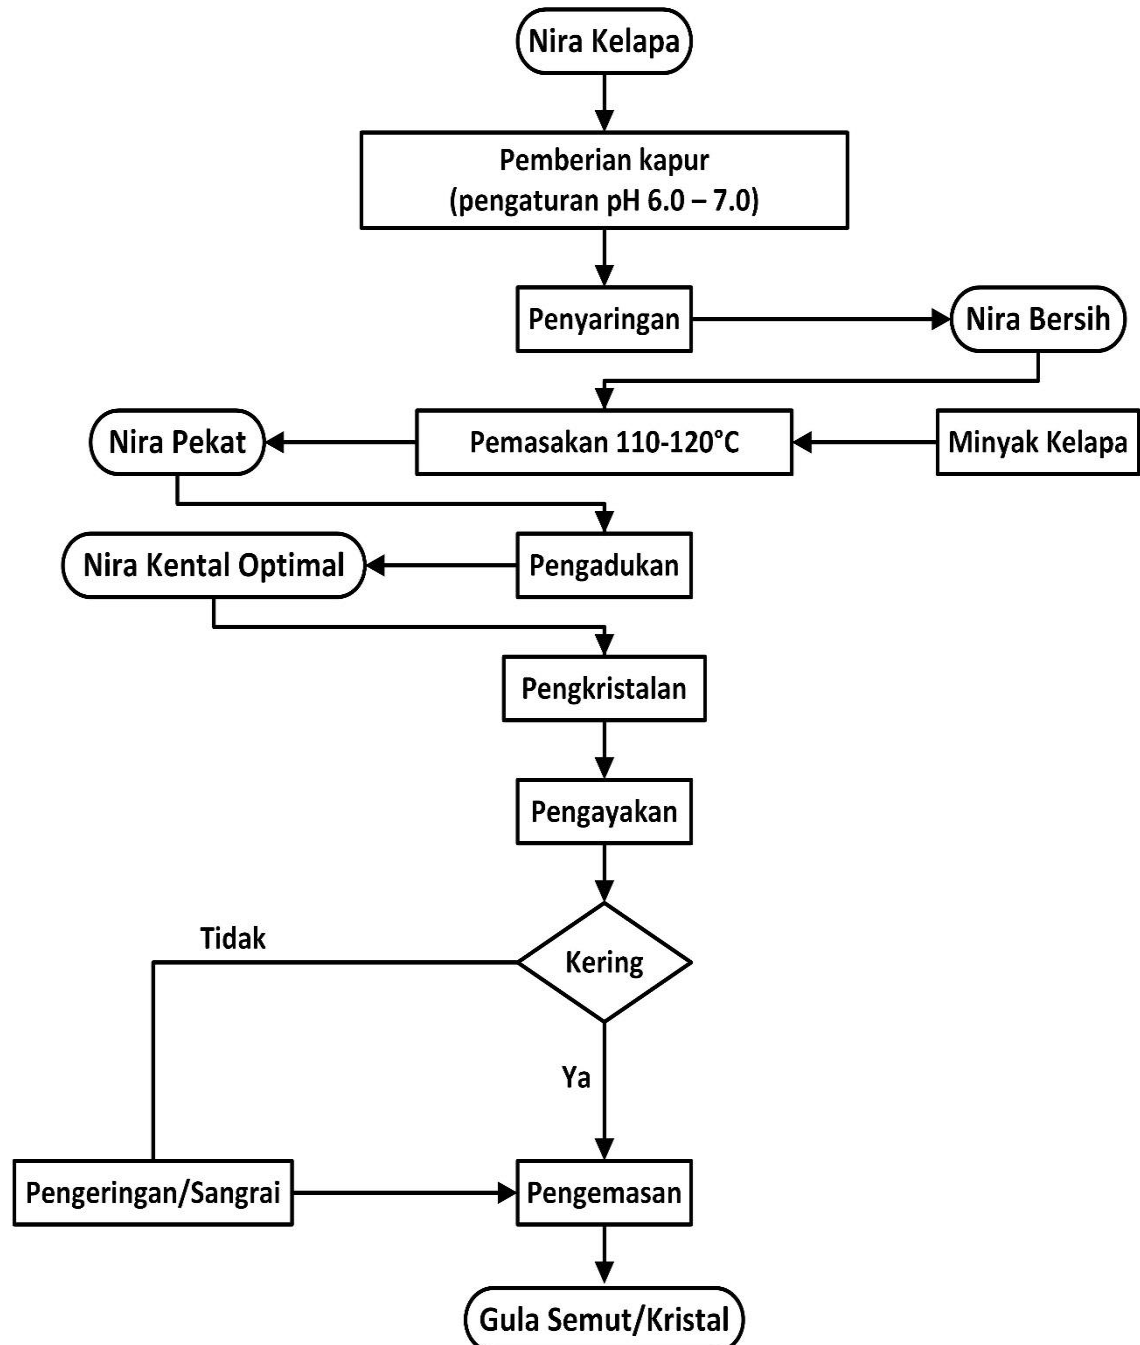 Nira Kelapa
Pemberian kapur
(pengaturan pH 6.0 – 7.0)
Penyaringan
Nira Bersih
Nira Pekat
Pemasakan 110-120°C
Minyak Kelapa
Nira Kental Optimal
Pengadukan
Pengkristalan
Pengayakan
Tidak
Kering
Ya
Pengeringan/Sangrai
Pengemasan
Gula Semut/Kristal